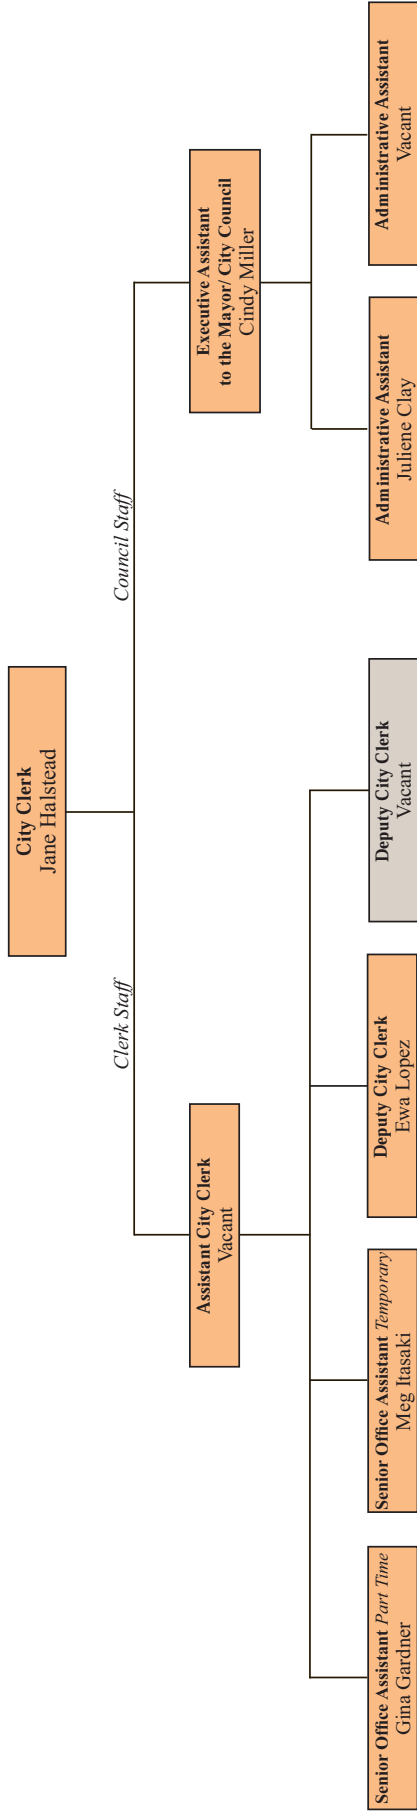 City Clerk
Jane Halstead
Clerk Staff
Council Staff
Assistant City Clerk
Vacant
Executive Assistant
to the Mayor/ City Council
Cindy Miller
Senior Office Assistant Part Time
Gina Gardner
Senior Office Assistant Temporary
Meg Itasaki
Deputy City Clerk
Ewa Lopez
Deputy City Clerk
Vacant
Administrative Assistant
Juliene Clay
Administrative Assistant
Vacant